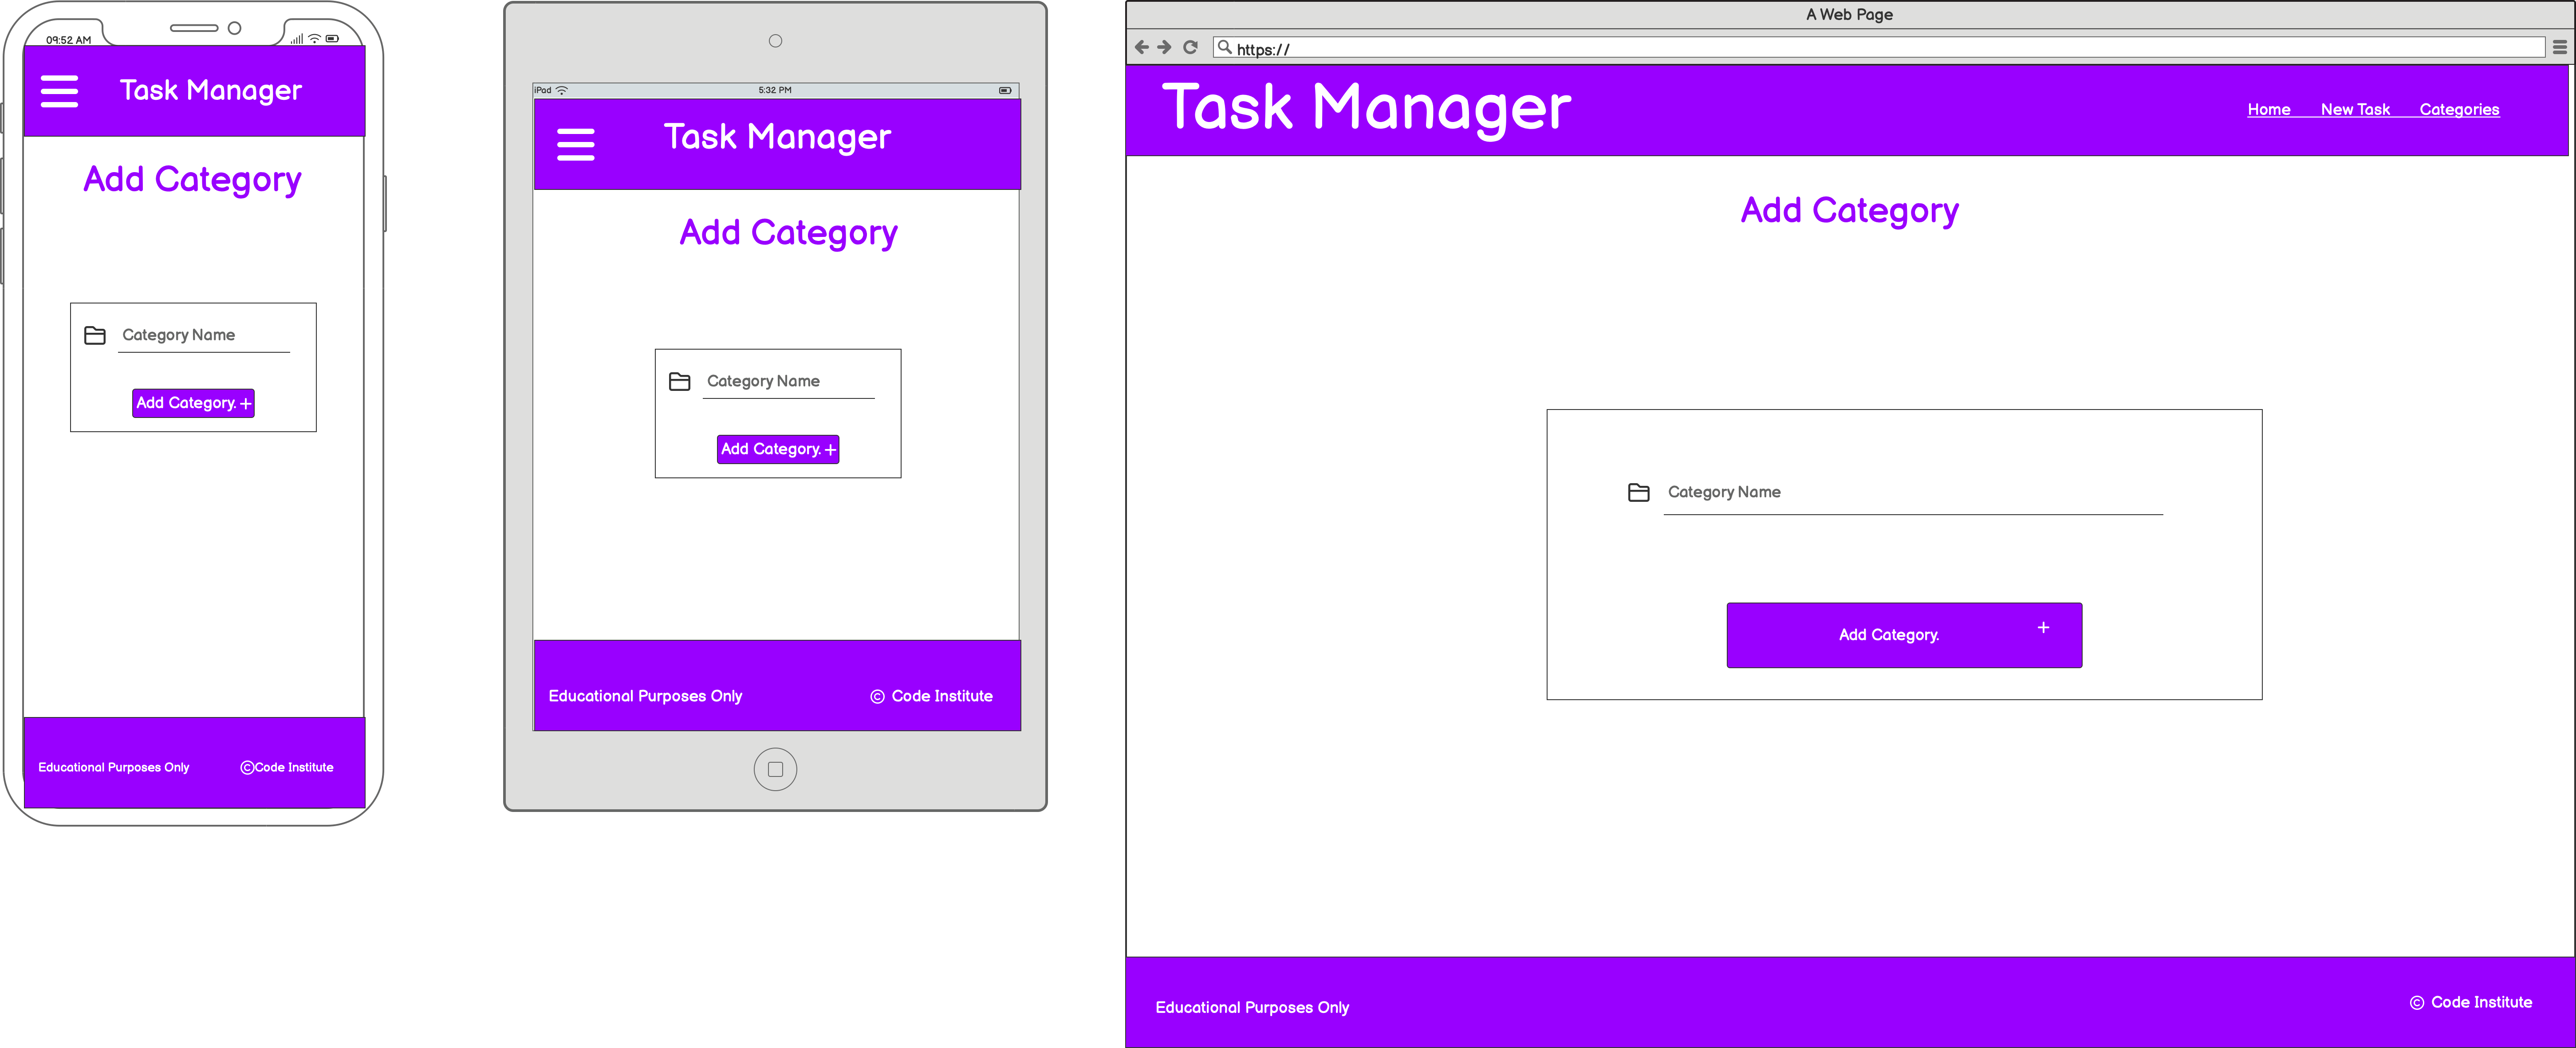 09:52 AM
Task Manager
Add Category
Category Name
Add Category.
Educational Purposes Only
©Code Institute
iPad
5:32 PM
Task Manager
Add Category
Category Name
Add Category.
Educational Purposes Only
© Code Institute
A Web Page
https://
Task Manager
Home New Task Categories
Add Category
Category Name
Add Category.
Educational Purposes Only
© Code Institute